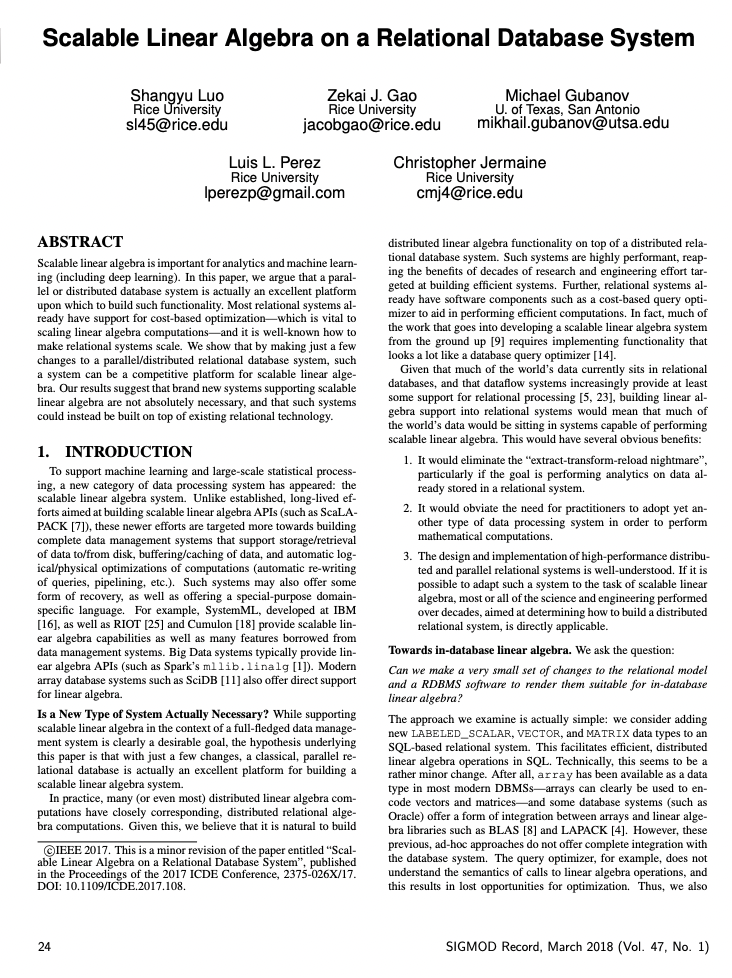 Scalable Linear Algebra on a Relational Database System
Shangyu Luo
Rice University
sl45@rice.edu
Zekai J. Gao
Rice University
jacobgao@rice.edu
Michael Gubanov
U. of Texas, San Antonio
mikhail.gubanov@utsa.edu
Luis L. Perez
Rice University
lperezp@gmail.com
Christopher Jermaine
Rice University
cmj4@rice.edu
ABSTRACT
Scalable linear algebra is important for analytics and machine learn-
ing (including deep learning). In this paper, we argue that a paral-
lel or distributed database system is actually an excellent platform
upon which to build such functionality. Most relational systems al-
ready have support for cost-based optimization—which is vital to
scaling linear algebra computations—and it is well-known how to
make relational systems scale. We show that by making just a few
changes to a parallel/distributed relational database system, such
a system can be a competitive platform for scalable linear alge-
bra. Our results suggest that brand new systems supporting scalable
linear algebra are not absolutely necessary, and that such systems
could instead be built on top of existing relational technology.
1. INTRODUCTION
To support machine learning and large-scale statistical process-
ing, a new category of data processing system has appeared: the
scalable linear algebra system. Unlike established, long-lived ef-
forts aimed at building scalable linear algebra APIs (such as ScaLA-
PACK [7]), these newer efforts are targeted more towards building
complete data management systems that support storage/retrieval
of data to/from disk, buffering/caching of data, and automatic log-
ical/physical optimizations of computations (automatic re-writing
of queries, pipelining, etc.). Such systems may also offer some
form of recovery, as well as offering a special-purpose domain-
specific language. For example, SystemML, developed at IBM
[16], as well as RIOT [25] and Cumulon [18] provide scalable lin-
ear algebra capabilities as well as many features borrowed from
data management systems. Big Data systems typically provide lin-
ear algebra APIs (such as Spark's mllib.linalg [1]). Modern
array database systems such as SciDB [11] also offer direct support
for linear algebra.
Is a New Type of System Actually Necessary? While supporting
scalable linear algebra in the context of a full-fledged data manage-
ment system is clearly a desirable goal, the hypothesis underlying
this paper is that with just a few changes, a classical, parallel re-
lational database is actually an excellent platform for building a
scalable linear algebra system.
In practice, many (or even most) distributed linear algebra com-
putations have closely corresponding, distributed relational alge-
bra computations. Given this, we believe that it is natural to build
©IEEE 2017. This is a minor revision of the paper entitled “Scal-
able Linear Algebra on a Relational Database System”, published
in the Proceedings of the 2017 ICDE Conference, 2375-026X/17.
DOI: 10.1109/ICDE.2017.108.
distributed linear algebra functionality on top of a distributed rela-
tional database system. Such systems are highly performant, reap-
ing the benefits of decades of research and engineering effort tar-
geted at building efficient systems. Further, relational systems al-
ready have software components such as a cost-based query opti-
mizer to aid in performing efficient computations. In fact, much of
the work that goes into developing a scalable linear algebra system
from the ground up [9] requires implementing functionality that
looks a lot like a database query optimizer [14].
Given that much of the world's data currently sits in relational
databases, and that dataflow systems increasingly provide at least
some support for relational processing [5, 23], building linear al-
gebra support into relational systems would mean that much of
the world's data would be sitting in systems capable of performing
scalable linear algebra. This would have several obvious benefits:
1. It would eliminate the “extract-transform-reload nightmare”,
particularly if the goal is performing analytics on data al-
ready stored in a relational system.
2. It would obviate the need for practitioners to adopt yet an-
other type of data processing system in order to perform
mathematical computations.
3. The design and implementation of high-performance distribu-
ted and parallel relational systems is well-understood. If it is
possible to adapt such a system to the task of scalable linear
algebra, most or all of the science and engineering performed
over decades, aimed at determining how to build a distributed
relational system, is directly applicable.
Towards in-database linear algebra. We ask the question:
Can we make a very small set of changes to the relational model
and a RDBMS software to render them suitable for in-database
linear algebra?
The approach we examine is actually simple: we consider adding
new LABELED_SCALAR, VECTOR, and MATRIX data types to an
SQL-based relational system. This facilitates efficient, distributed
linear algebra operations in SQL. Technically, this seems to be a
rather minor change. After all, array has been available as a data
type in most modern DBMSs—arrays can clearly be used to en-
code vectors and matrices—and some database systems (such as
Oracle) offer a form of integration between arrays and linear alge-
bra libraries such as BLAS [8] and LAPACK [4]. However, these
previous, ad-hoc approaches do not offer complete integration with
the database system. The query optimizer, for example, does not
understand the semantics of calls to linear algebra operations, and
this results in lost opportunities for optimization. Thus, we also
24
SIGMOD Record, March 2018 (Vol. 47, No. 1)